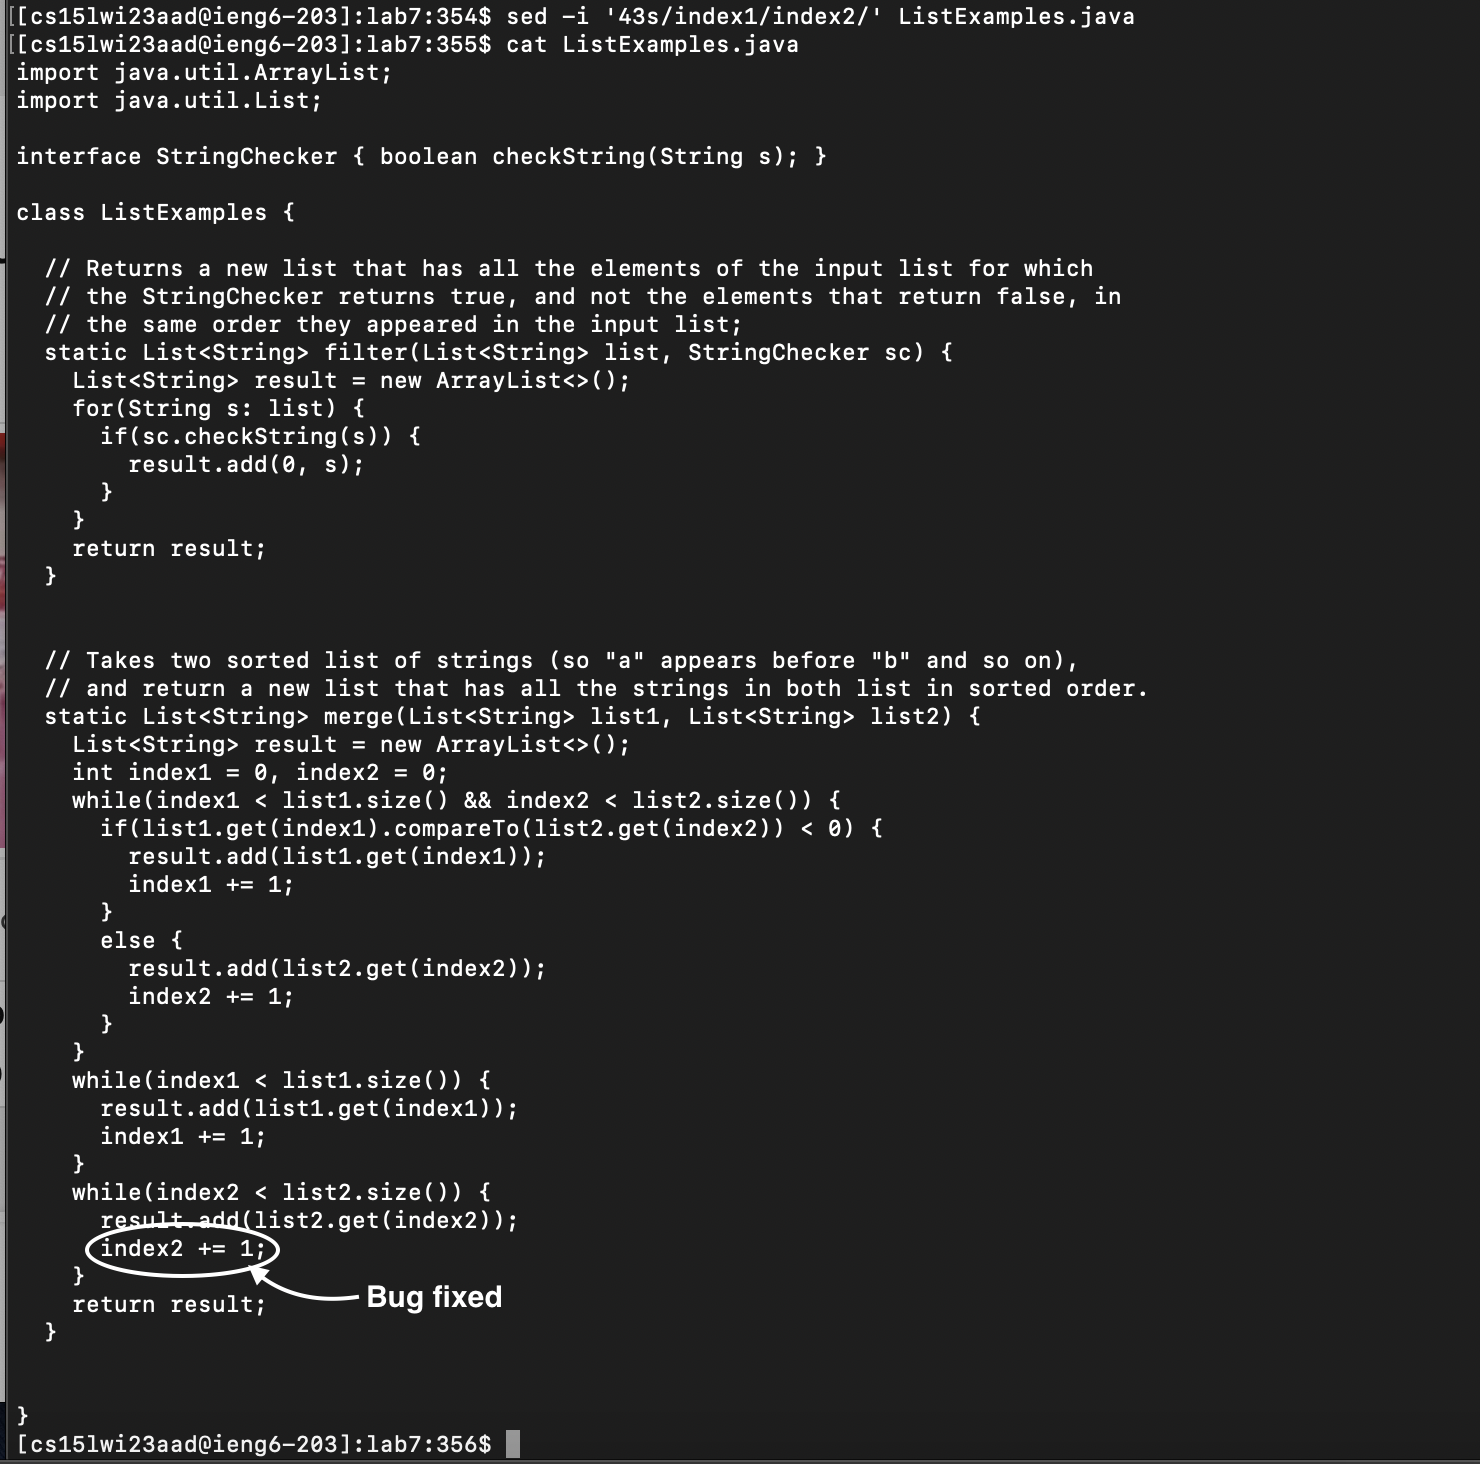 [[cs15lwi23aad@ieng6-203]:lab7:354$ sed -i '43s/index1/index2/' ListExamples.java
[[cs15lwi23aad@ieng6-203]:lab7:355$ cat ListExamples.java
import java.util.ArrayList;
import java.util.List;

interface StringChecker { boolean checkString(String s); }

class ListExamples {

  // Returns a new list that has all the elements of the input list for which
  // the StringChecker returns true, and not the elements that return false, in
  // the same order they appeared in the input list;
  static List<String> filter(List<String> list, StringChecker sc) {
    List<String> result = new ArrayList<>();
    for(String s: list) {
      if(sc.checkString(s)) {
        result.add(0, s);
      }
    }
    return result;
  }


  // Takes two sorted list of strings (so "a" appears before "b" and so on),
  // and return a new list that has all the strings in both list in sorted order.
  static List<String> merge(List<String> list1, List<String> list2) {
    List<String> result = new ArrayList<>();
    int index1 = 0, index2 = 0;
    while(index1 < list1.size() && index2 < list2.size()) {
      if(list1.get(index1).compareTo(list2.get(index2)) < 0) {
        result.add(list1.get(index1));
        index1 += 1;
      }
      else {
        result.add(list2.get(index2));
        index2 += 1;
      }
    }
    while(index1 < list1.size()) {
      result.add(list1.get(index1));
      index1 += 1;
    }
    while(index2 < list2.size()) {
      result.add(list2.get(index2));
      index2 += 1;
    }
Bug fixed
    return result;
  }


}
[cs15lwi23aad@ieng6-203]:lab7:356$